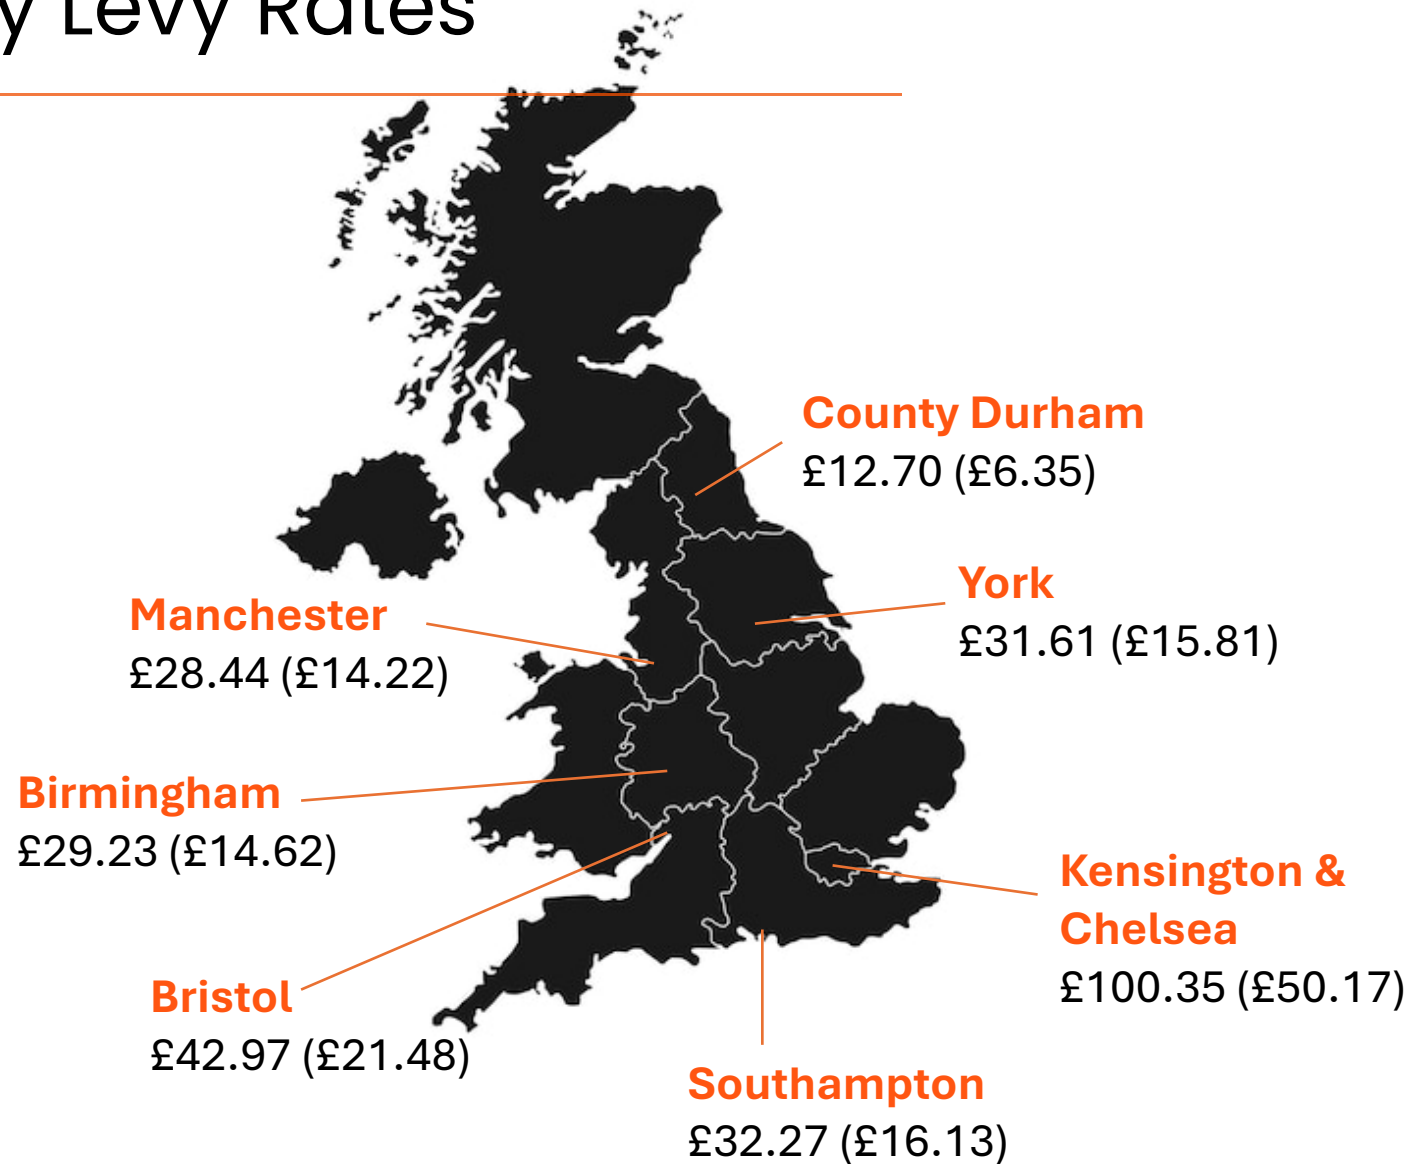 y Levy Rates
County Durham
£12.70 (£6.35)
York
£31.61 (£15.81)
Manchester
£28.44 (£14.22)
Birmingham
£29.23 (£14.62)
Kensington &
Chelsea
£100.35 (£50.17)
Bristol
£42.97 (£21.48)
Southampton
£32.27 (£16.13)